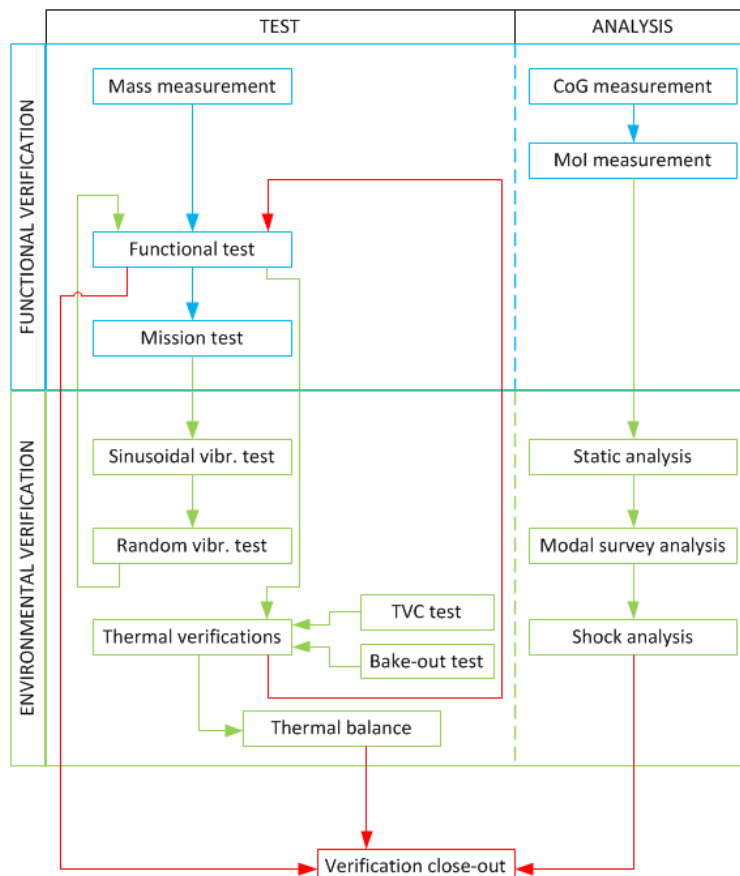 TEST
ANALYSIS
FUNCTIONAL VERIFICATION
Mass measurement
CoG measurement
MoI measurement
Functional test
Mission test
ENVIRONMENTAL VERIFICATION
Sinusoidal vibr. test
Static analysis
Random vibr. test
Modal survey analysis
TVC test
Thermal verifications
Shock analysis
Bake-out test
Thermal balance
Verification close-out